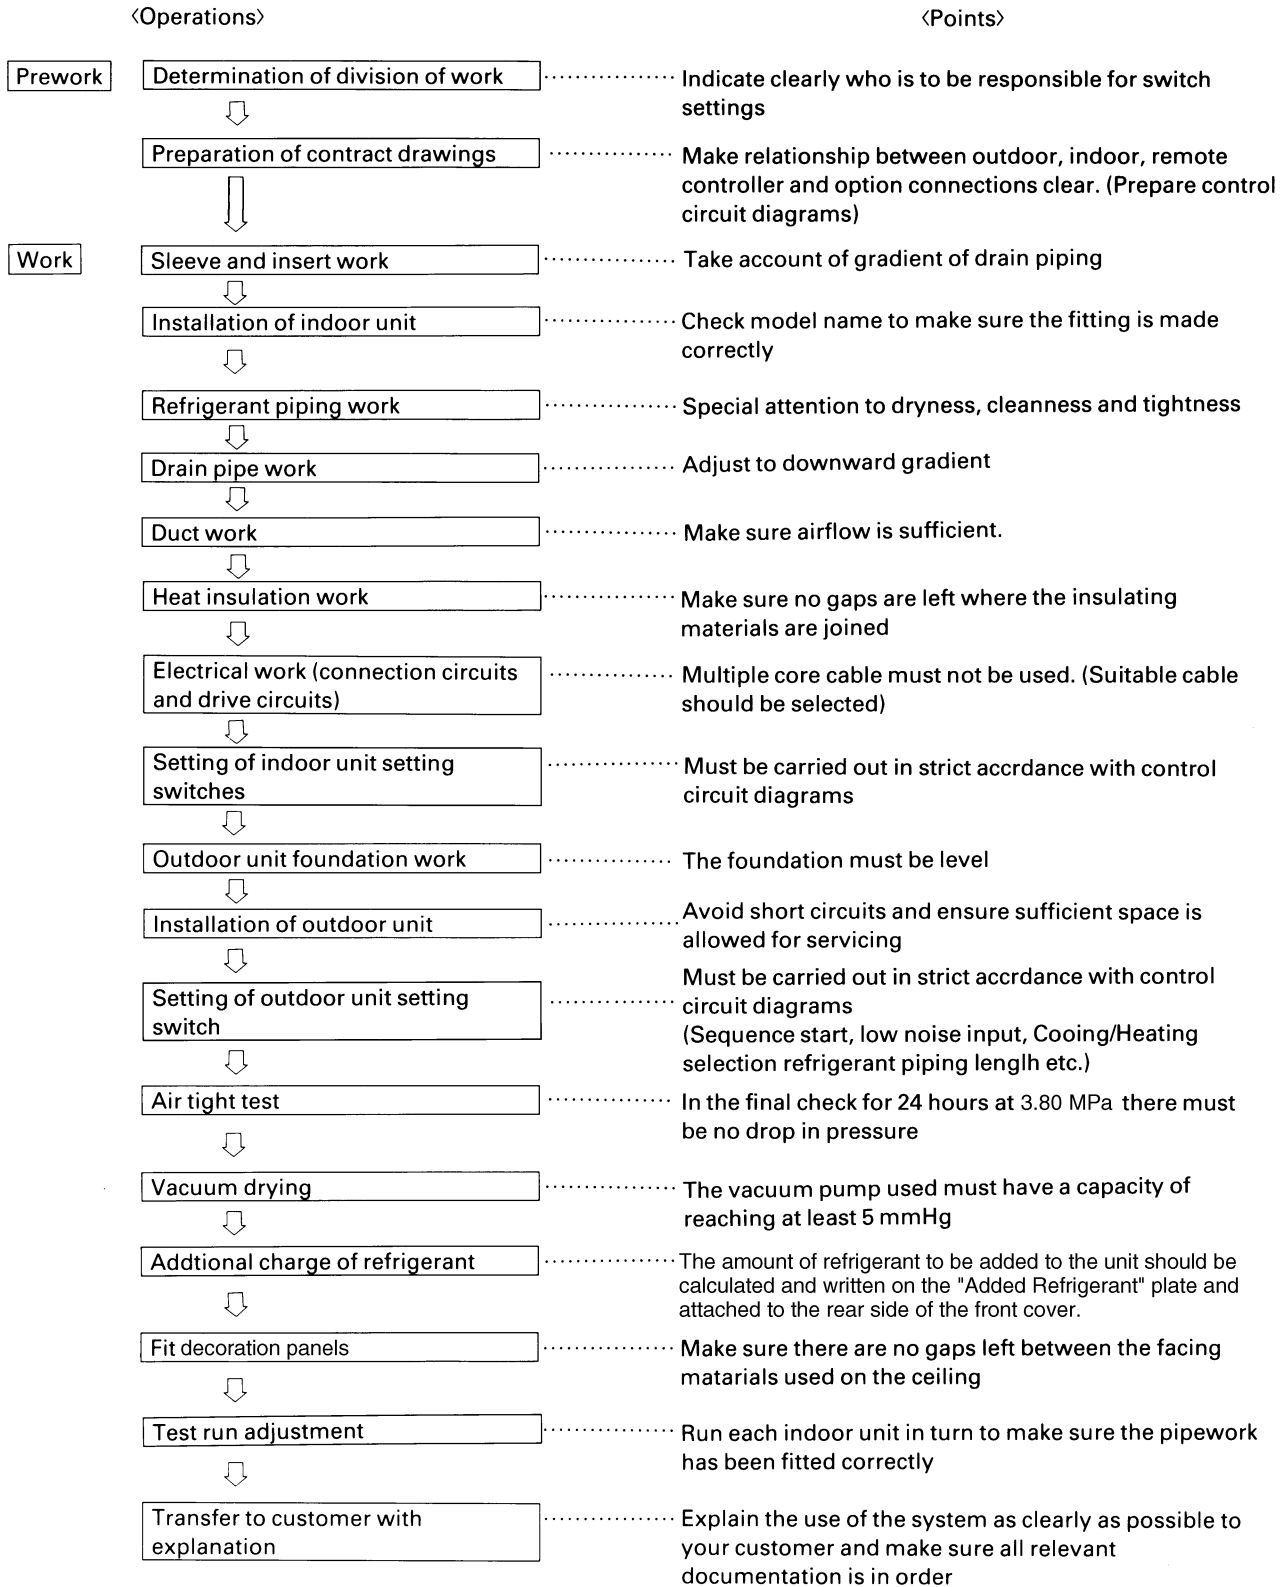 〈Operations〉
〈Points〉
Prework
Determination of division of work
Indicate clearly who is to be responsible for switch
settings
Preparation of contract drawings
Make relationship between outdoor, indoor, remote
controller and option connections clear. (Prepare control
circuit diagrams)
Work
Sleeve and insert work
Take account of gradient of drain piping
Installation of indoor unit
Check model name to make sure the fitting is made
correctly
Refrigerant piping work
Special attention to dryness, cleanness and tightness
Drain pipe work
Adjust to downward gradient
Duct work
Make sure airflow is sufficient.
Heat insulation work
Make sure no gaps are left where the insulating
materials are joined
Electrical work (connection circuits
and drive circuits)
Multiple core cable must not be used. (Suitable cable
should be selected)
Setting of indoor unit setting
switches
Must be carried out in strict accrdance with control
circuit diagrams
Outdoor unit foundation work
The foundation must be level
Installation of outdoor unit
Avoid short circuits and ensure sufficient space is
allowed for servicing
Setting of outdoor unit setting
switch
Must be carried out in strict accrdance with control
circuit diagrams
(Sequence start, low noise input, Cooing/Heating
selection refrigerant piping lenglh etc.)
Air tight test
In the final check for 24 hours at 3.80 MPa there must
be no drop in pressure
Vacuum drying
The vacuum pump used must have a capacity of
reaching at least 5 mmHg
Addtional charge of refrigerant
The amount of refrigerant to be added to the unit should be
calculated and written on the "Added Refrigerant" plate and
attached to the rear side of the front cover.
Fit decoration panels
Make sure there are no gaps left between the facing
matarials used on the ceiling
Test run adjustment
Run each indoor unit in turn to make sure the pipework
has been fitted correctly
Transfer to customer with
explanation
Explain the use of the system as clearly as possible to
your customer and make sure all relevant
documentation is in order